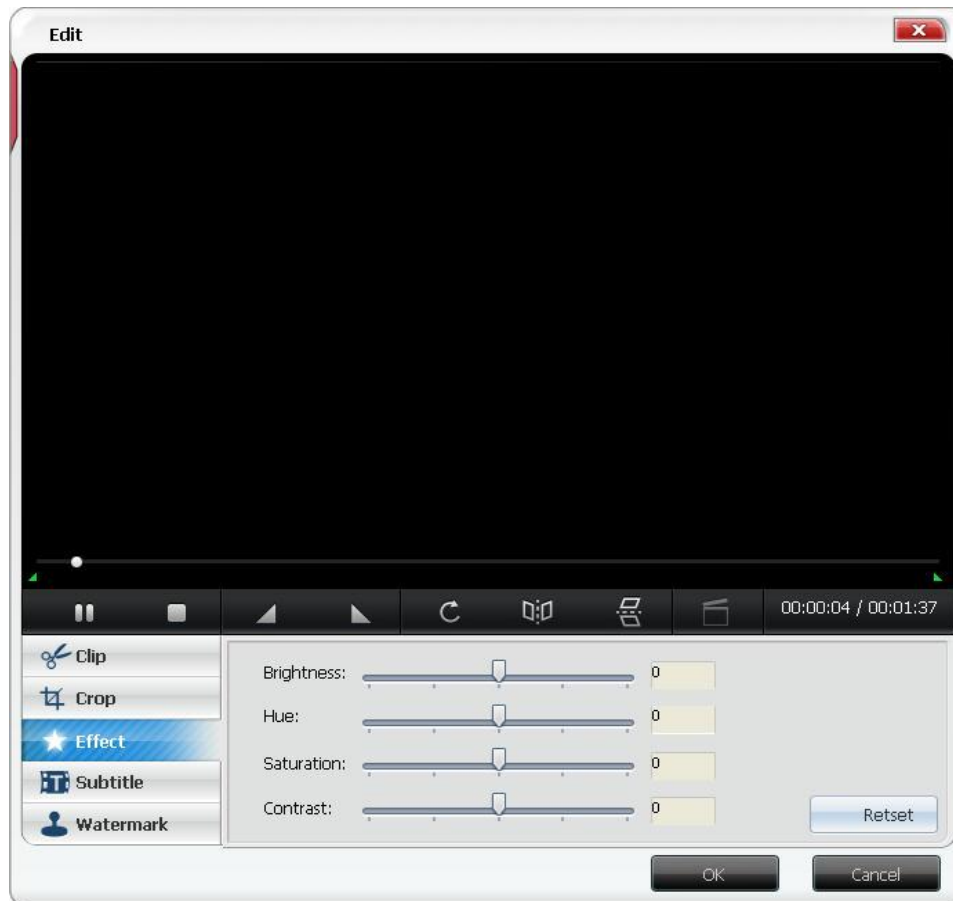 Edit
00:00:04 / 00:01:37
Clip
Crop
Effect
Subtitle
Watermark
Brightness: 0
Hue: 0
Saturation: 0
Contrast: 0
Retset
OK
Cancel